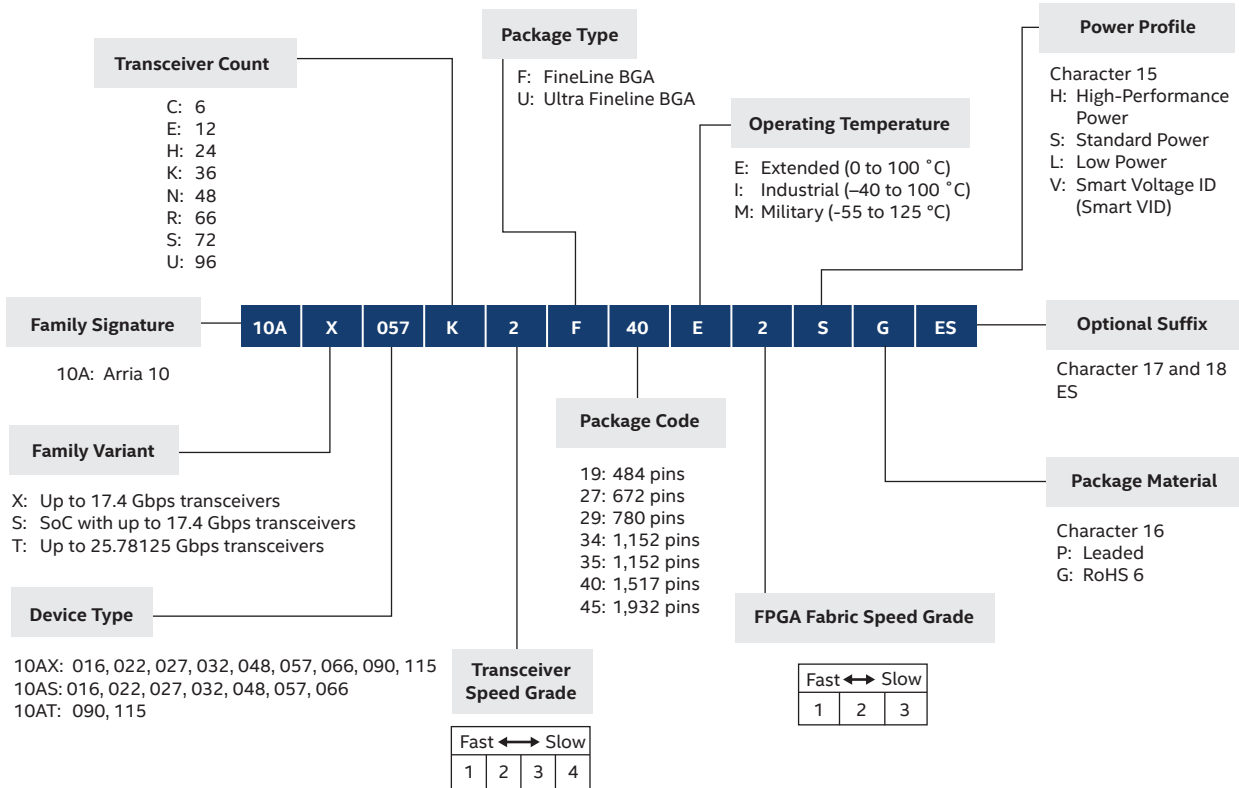 Transceiver Count
C: 6
E: 12
H: 24
K: 36
N: 48
R: 66
S: 72
U: 96
Package Type
F: FineLine BGA
U: Ultra Fineline BGA
Operating Temperature
E: Extended (0 to 100 ˚C)
I: Industrial (–40 to 100 ˚C)
M: Military (-55 to 125 °C)
Power Profile
Character 15
H: High-Performance
Power
S: Standard Power
L: Low Power
V: Smart Voltage ID
(Smart VID)
Family Signature
10A: Arria 10
10A X 057 K 2 F 40 E 2 S G ES
Optional Suffix
Character 17 and 18
ES
Family Variant
X: Up to 17.4 Gbps transceivers
S: SoC with up to 17.4 Gbps transceivers
T: Up to 25.78125 Gbps transceivers
Device Type
10AX: 016, 022, 027, 032, 048, 057, 066, 090, 115
10AS: 016, 022, 027, 032, 048, 057, 066
10AT: 090, 115
Transceiver
Speed Grade
Fast ↔ Slow
1 2 3 4
Package Code
19: 484 pins
27: 672 pins
29: 780 pins
34: 1,152 pins
35: 1,152 pins
40: 1,517 pins
45: 1,932 pins
FPGA Fabric Speed Grade
Fast ↔ Slow
1 2 3
Package Material
Character 16
P: Leaded
G: RoHS 6